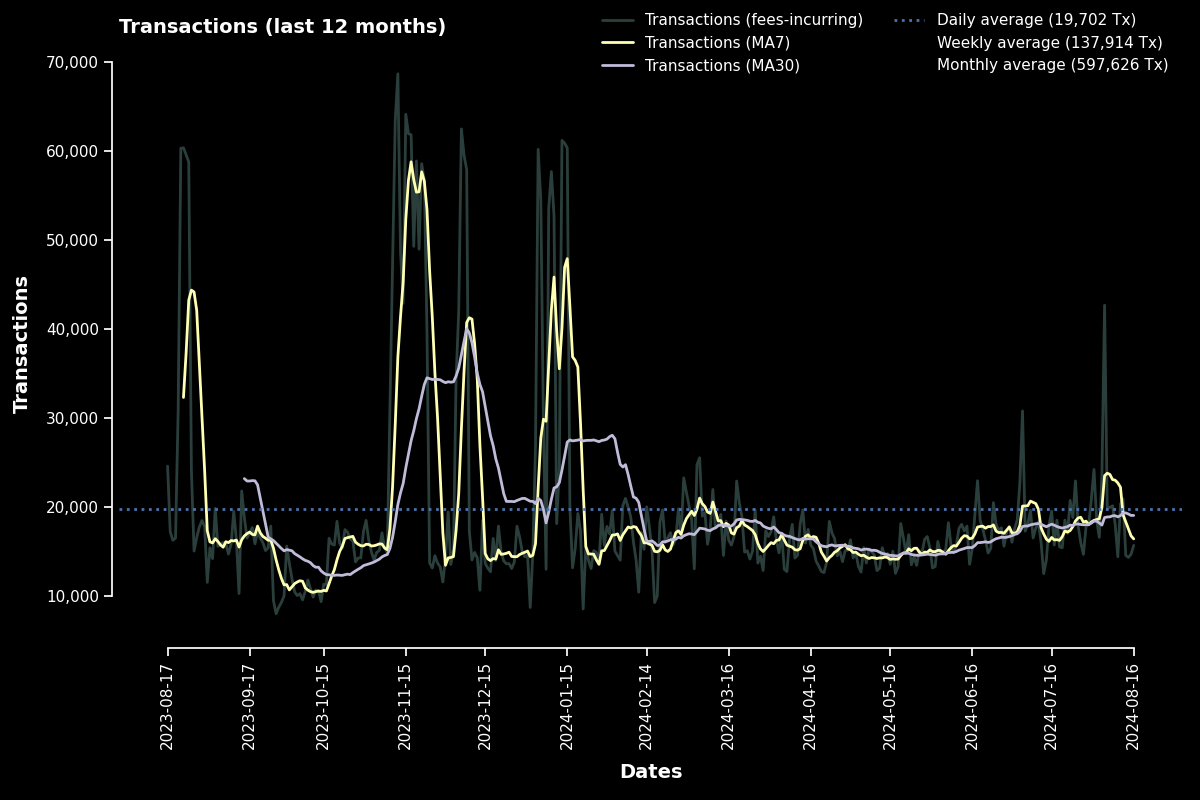 Transactions (last 12 months)
Transactions (fees-incurring)
Transactions (MA7)
Transactions (MA30)
Daily average (19,702 Tx)
Weekly average (137,914 Tx)
Monthly average (597,626 Tx)
Transactions
70,000
60,000
50,000
40,000
30,000
20,000
10,000
2023-08-17
2023-09-17
2023-10-15
2023-11-15
2023-12-15
2024-01-15
2024-02-14
2024-03-16
2024-04-16
2024-05-16
2024-06-16
2024-07-16
2024-08-16
Dates